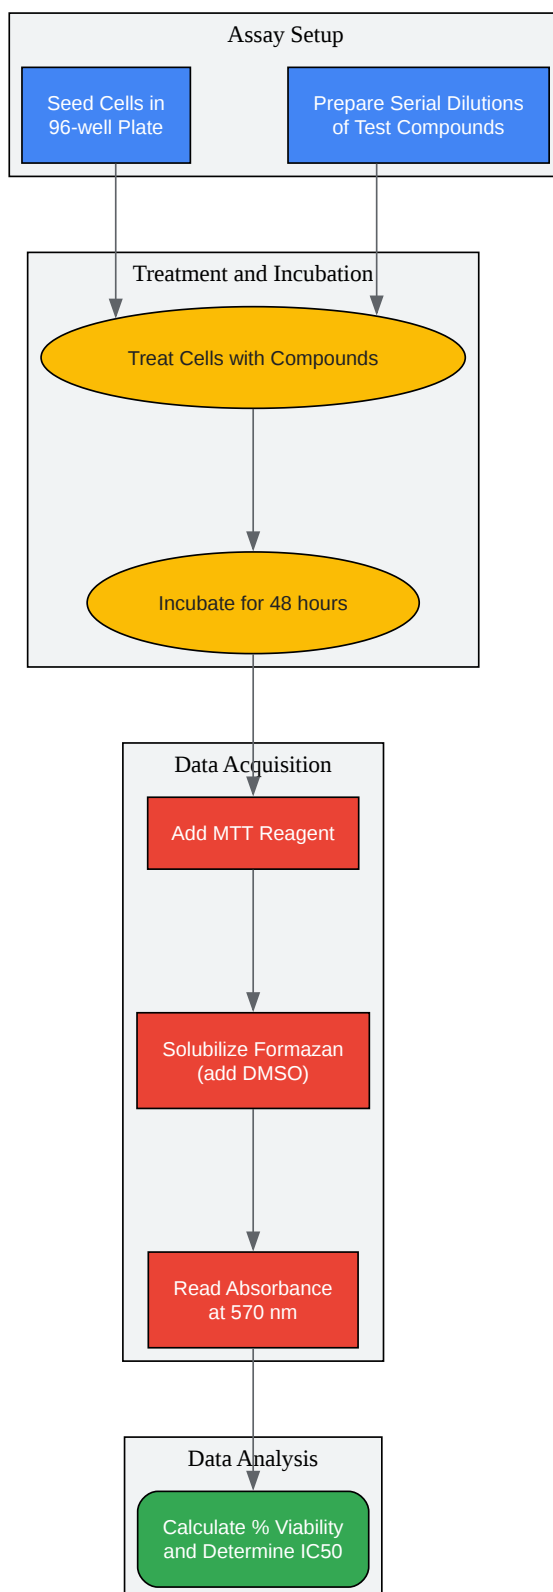 Assay Setup
Seed Cells in
96-well Plate
Prepare Serial Dilutions
of Test Compounds
Treatment and Incubation
Treat Cells with Compounds
Incubate for 48 hours
Data Acquisition
Add MTT Reagent
Solubilize Formazan
(add DMSO)
Read Absorbance
at 570 nm
Data Analysis
Calculate % Viability
and Determine IC50